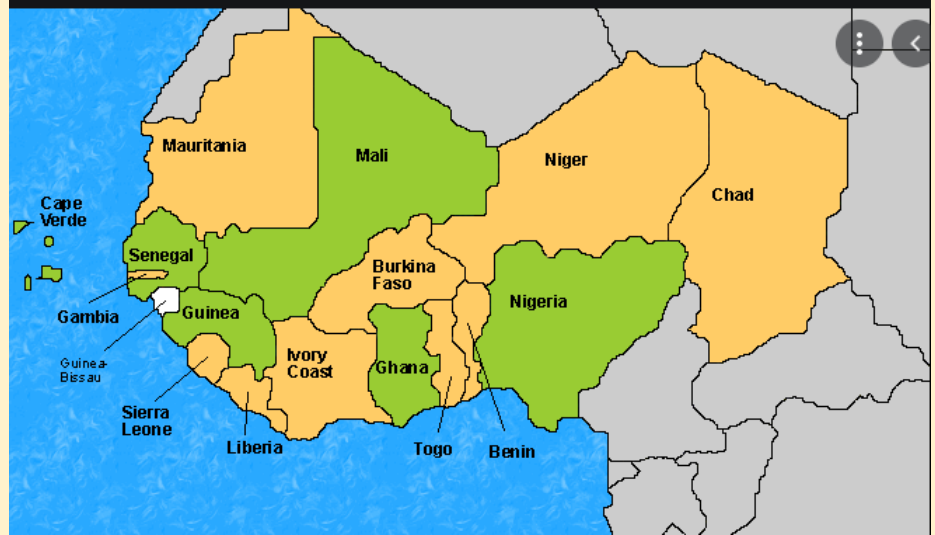 Mauritania
Mali
Niger
Chad
Cape
Verde
Senegal
Burkina
Faso
Nigeria
Gambia
Guinea
Guinea-
Bissau
Ivory
Coast
Ghana
Sierra
Leone
Liberia
Togo
Benin